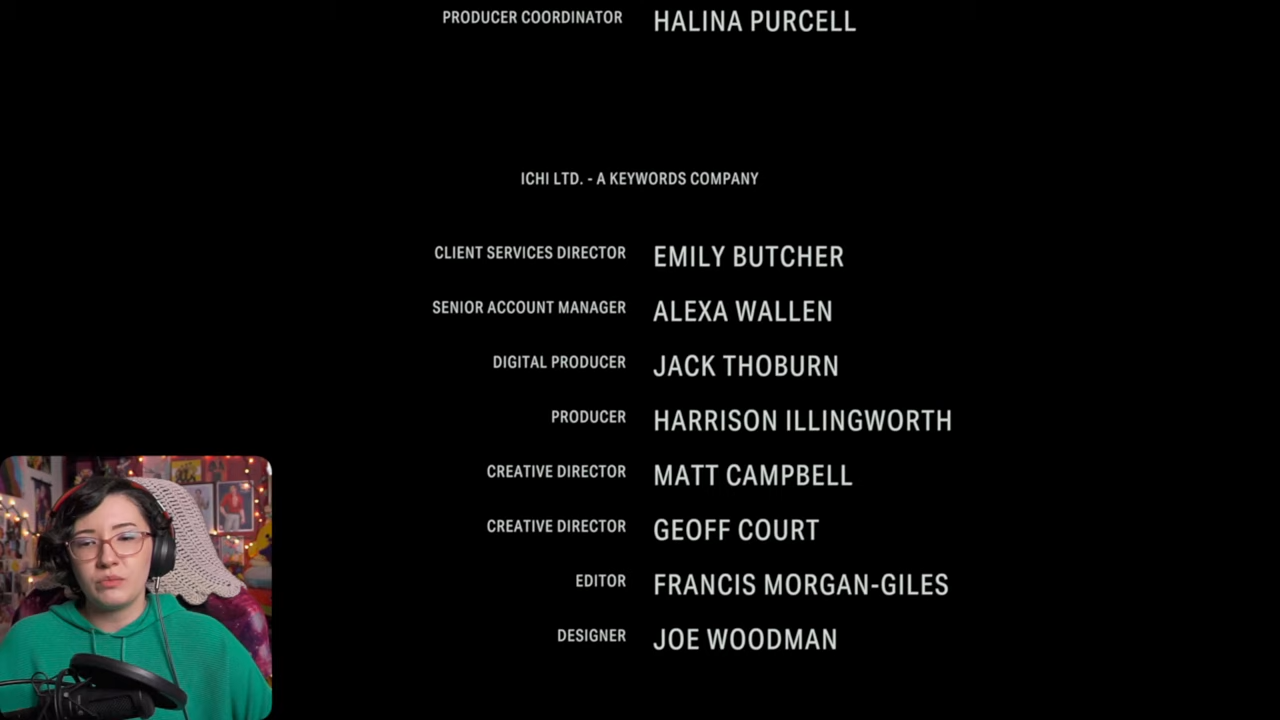 PRODUCER COORDINATOR HALINA PURCELL
ICHI LTD. - A KEYWORDS COMPANY
CLIENT SERVICES DIRECTOR EMILY BUTCHER
SENIOR ACCOUNT MANAGER ALEXA WALLEN
DIGITAL PRODUCER JACK THOBURN
PRODUCER HARRISON ILLINGWORTH
CREATIVE DIRECTOR MATT CAMPBELL
CREATIVE DIRECTOR GEOFF COURT
EDITOR FRANCIS MORGAN-GILES
DESIGNER JOE WOODMAN